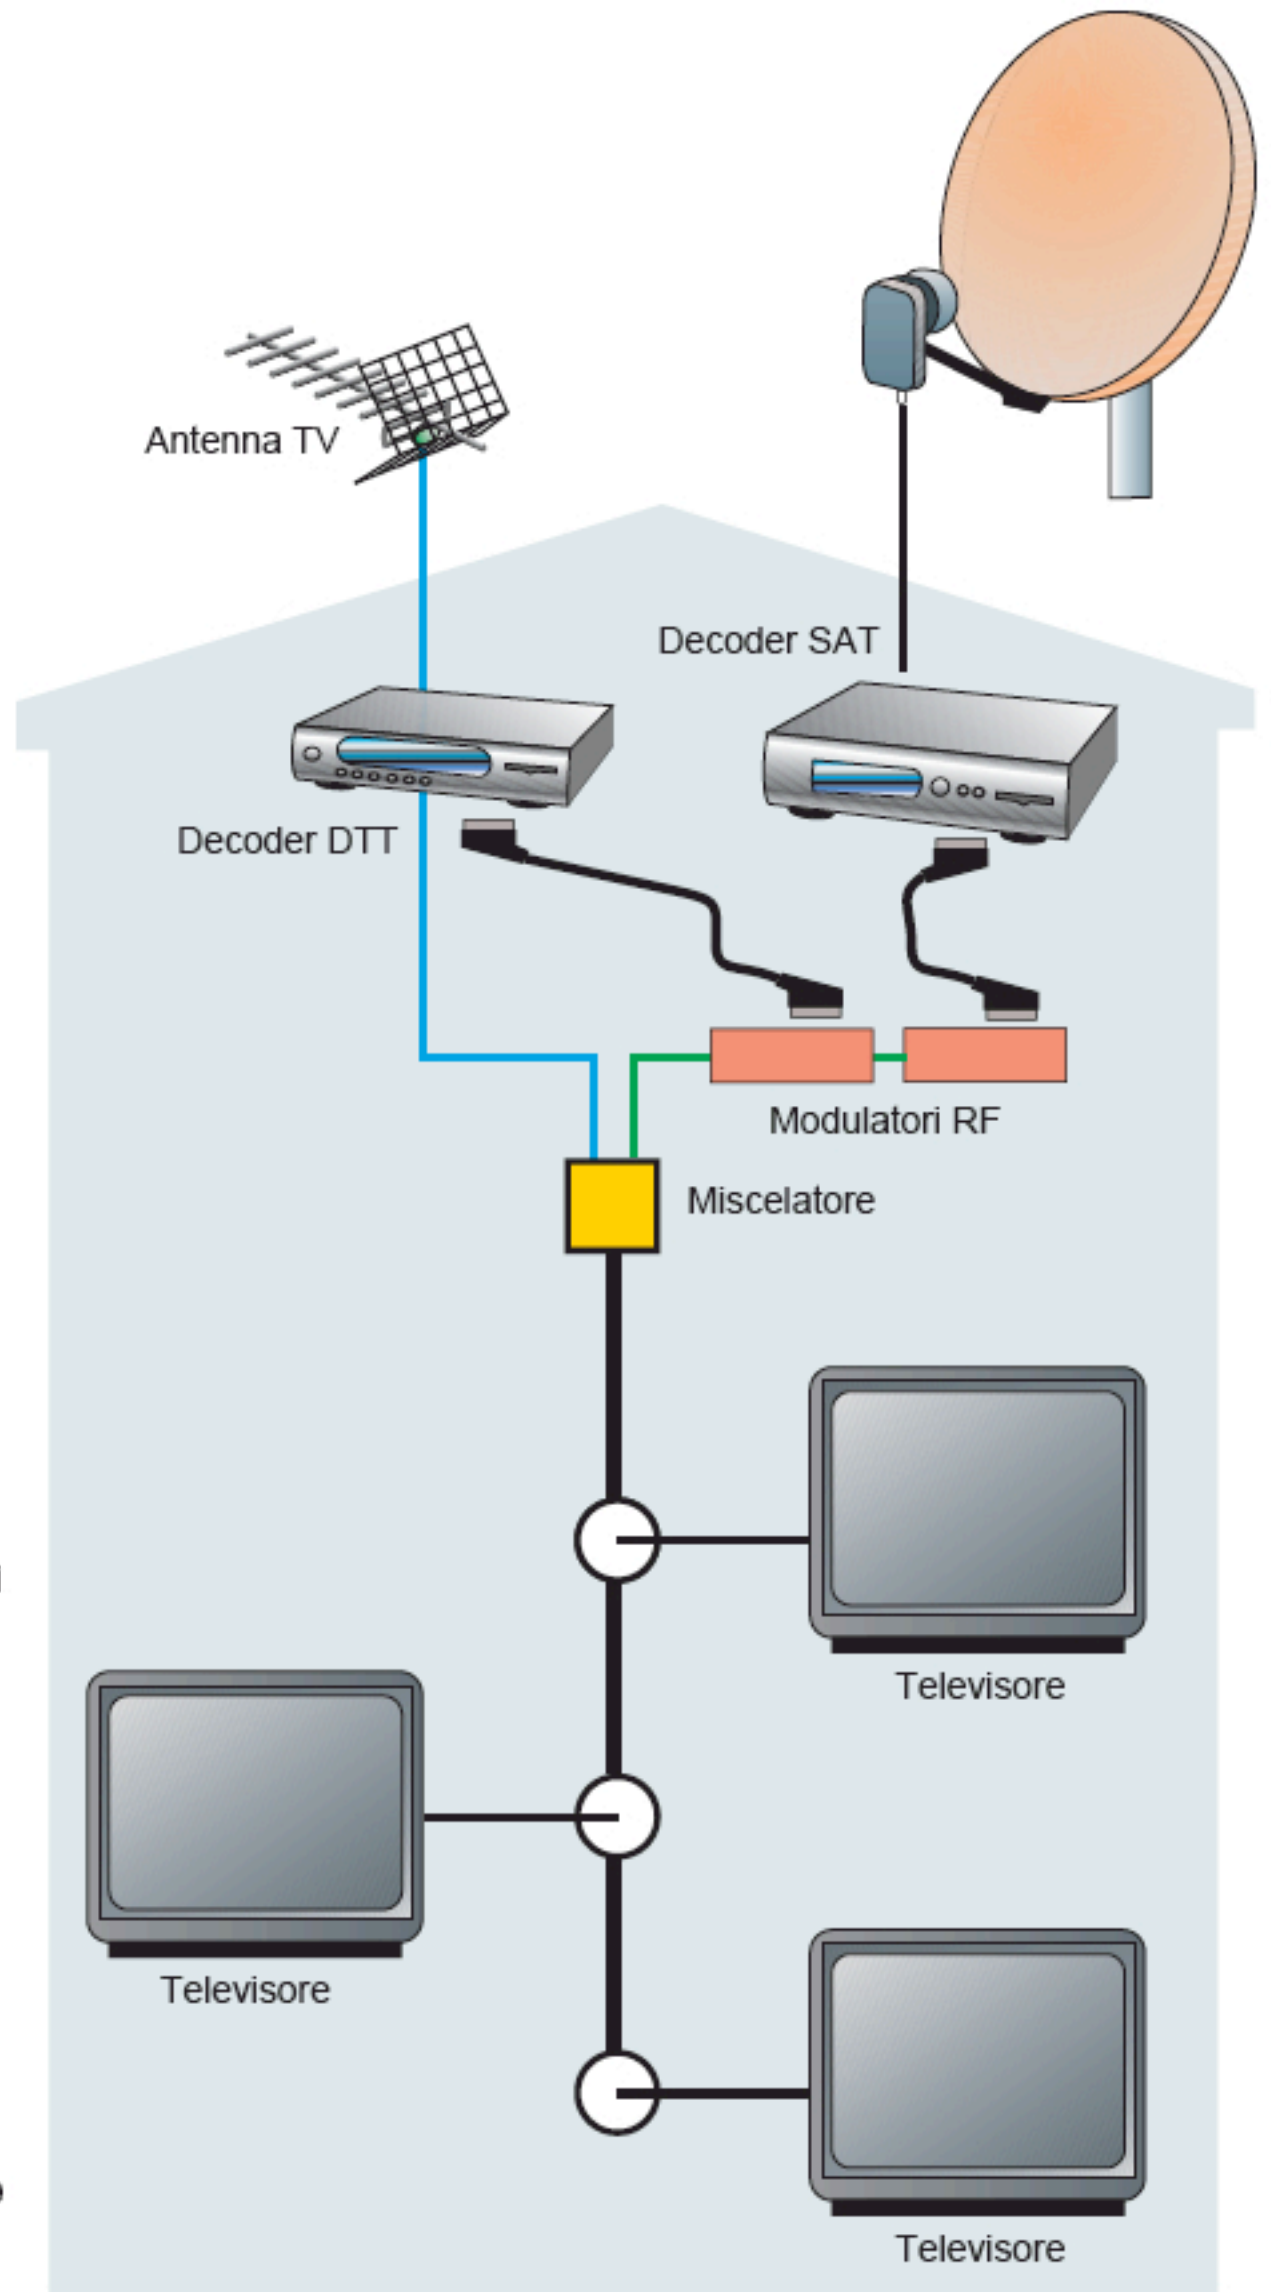 Antenna TV
Decoder SAT
Decoder DTT
Modulatori RF
Miscelatore
Televisore
Televisore
Televisore